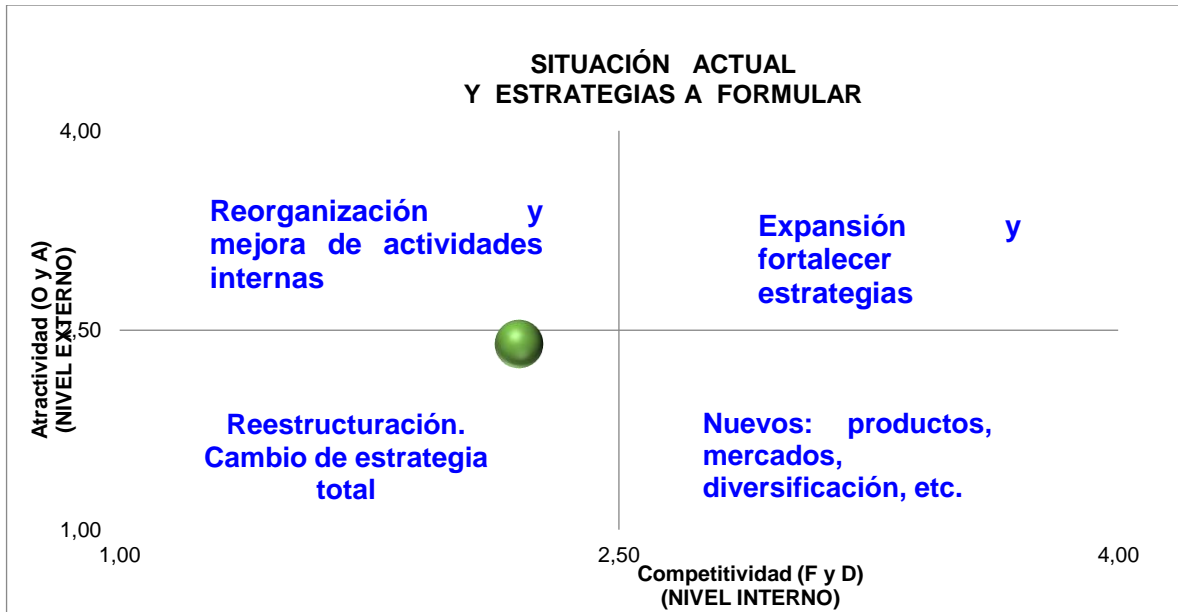 SITUACIÓN ACTUAL
Y ESTRATEGIAS A FORMULAR
4,00
Reorganización y
mejora de actividades
internas
Expansión y
fortalecer
estrategias
Atractividad (O y A)
(NIVEL EXTERNO)
2,50
Reestructuración.
Cambio de estrategia
total
Nuevos: productos,
mercados,
diversificación, etc.
1,00
1,00
2,50
4,00
Competitividad (F y D)
(NIVEL INTERNO)